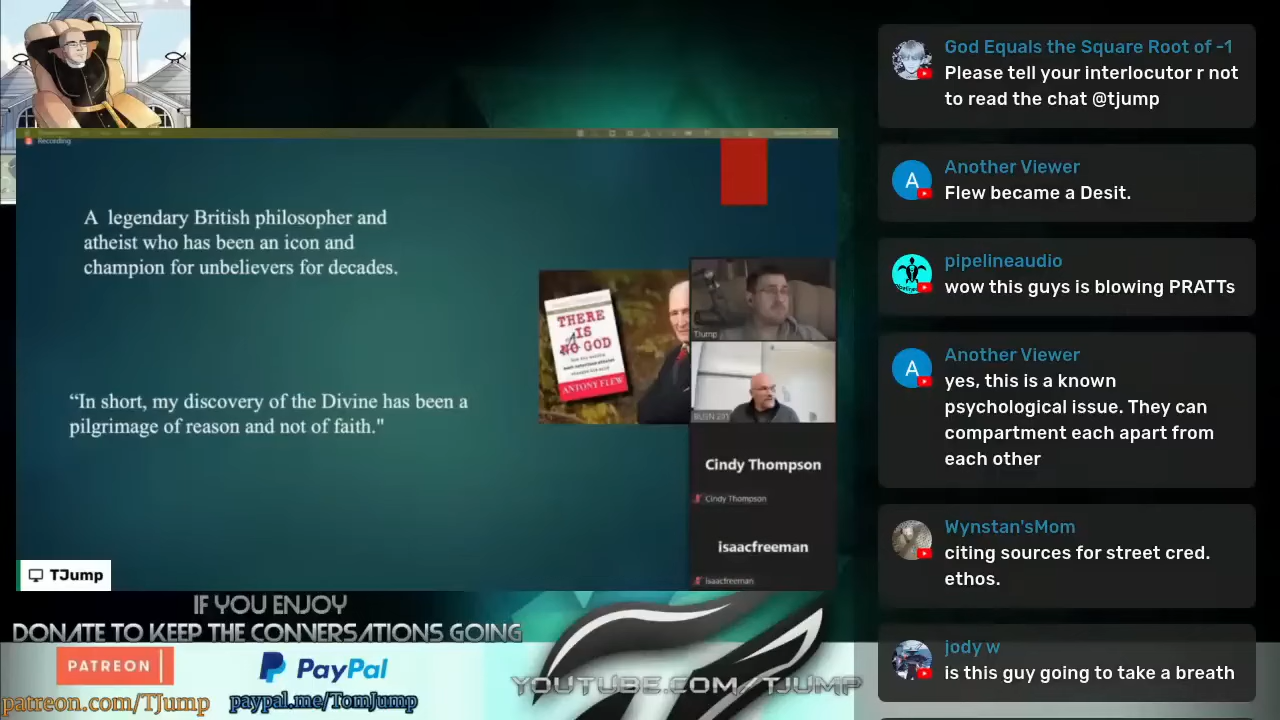 Recording
A legendary British philosopher and
atheist who has been an icon and
champion for unbelievers for decades.
“In short, my discovery of the Divine has been a
pilgrimage of reason and not of faith."
THERE
IS
NO GOD
ANTONY FLEW
TJump
RLGN 201
Cindy Thompson
Cindy Thompson
isaacfreeman
isaacfreeman
TJump
IF YOU ENJOY
DONATE TO KEEP THE CONVERSATIONS GOING
PATREON
PayPal
patreon.com/TJump
paypal.me/TomJump
YOUTUBE.COM/TJUMP
God Equals the Square Root of -1
Please tell your interlocutor r not
to read the chat @tjump
A
Another Viewer
Flew became a Desit.
pipelineaudio
wow this guys is blowing PRATTs
A
Another Viewer
yes, this is a known
psychological issue. They can
compartment each apart from
each other
Wynstan'sMom
citing sources for street cred.
ethos.
jody w
is this guy going to take a breath